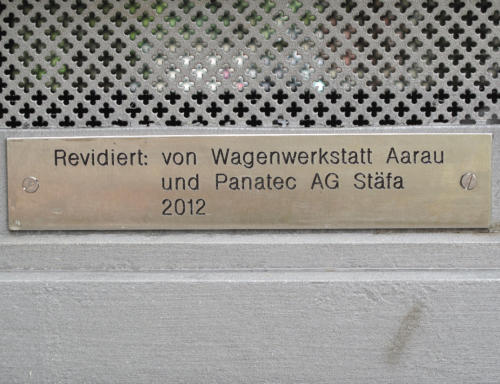 Revidiert: von Wagenwerkstatt Aarau
und Panatec AG Stäfa
2012